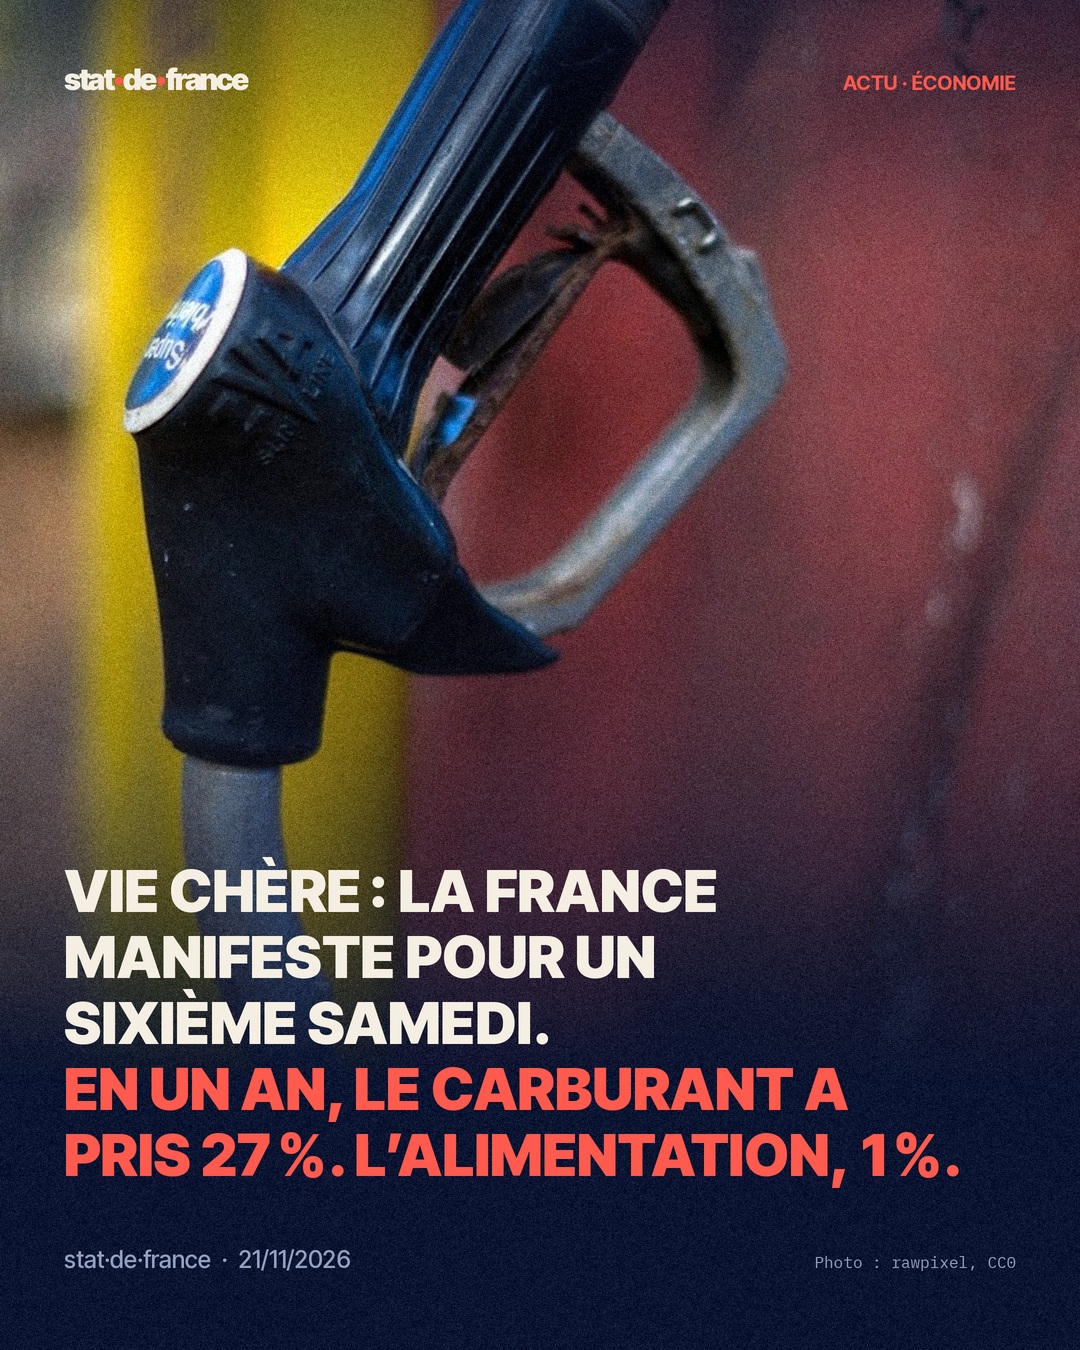 stat·de·france
ACTU · ÉCONOMIE
Super
VIE CHÈRE : LA FRANCE
MANIFESTE POUR UN
SIXIÈME SAMEDI.
EN UN AN, LE CARBURANT A
PRIS 27 %. L’ALIMENTATION, 1 %.
stat·de·france · 21/11/2026
Photo : rawpixel, CC0